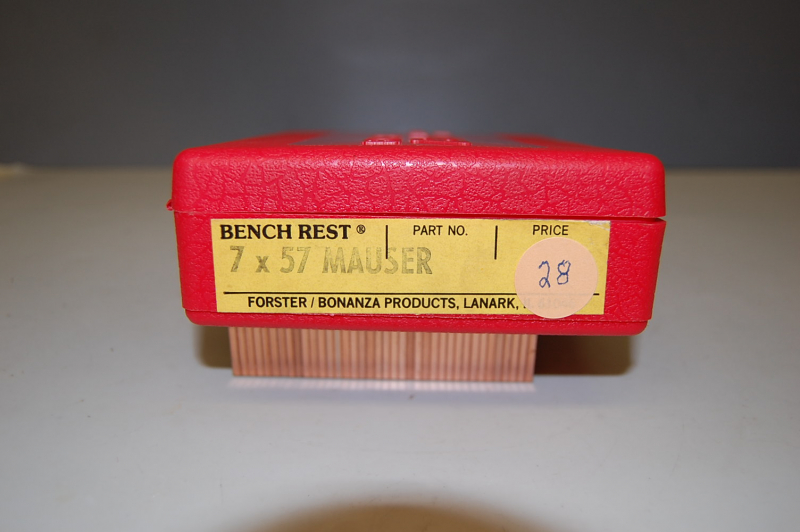 BENCH REST ® PART NO. PRICE
7 x 57 MAUSER
28
FORSTER / BONANZA PRODUCTS, LANARK,